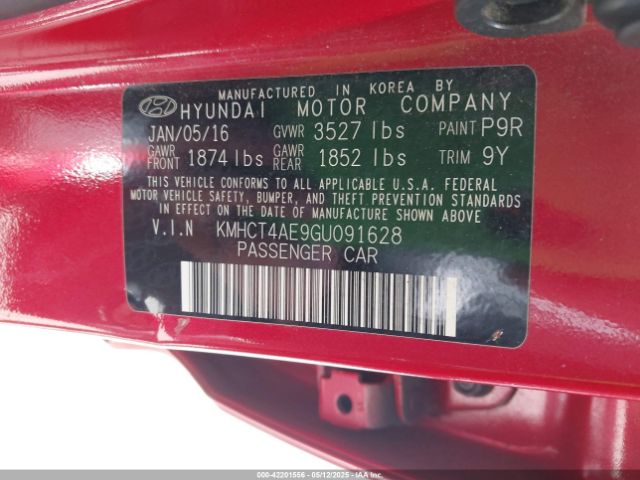 MANUFACTURED IN KOREA BY
HYUNDAI MOTOR COMPANY
JAN/05/16 GVWR 3527 lbs PAINT P9R
GAWR FRONT 1874 lbs GAWR REAR 1852 lbs TRIM 9Y
THIS VEHICLE CONFORMS TO ALL APPLICABLE U.S.A. FEDERAL
MOTOR VEHICLE SAFETY, BUMPER, AND THEFT PREVENTION STANDARDS
IN EFFECT ON THE DATE OF MANUFACTURE SHOWN ABOVE
V.I.N KMHCT4AE9GU091628
PASSENGER CAR
000-42201556 - 05/12/2025 - IAAI.COM